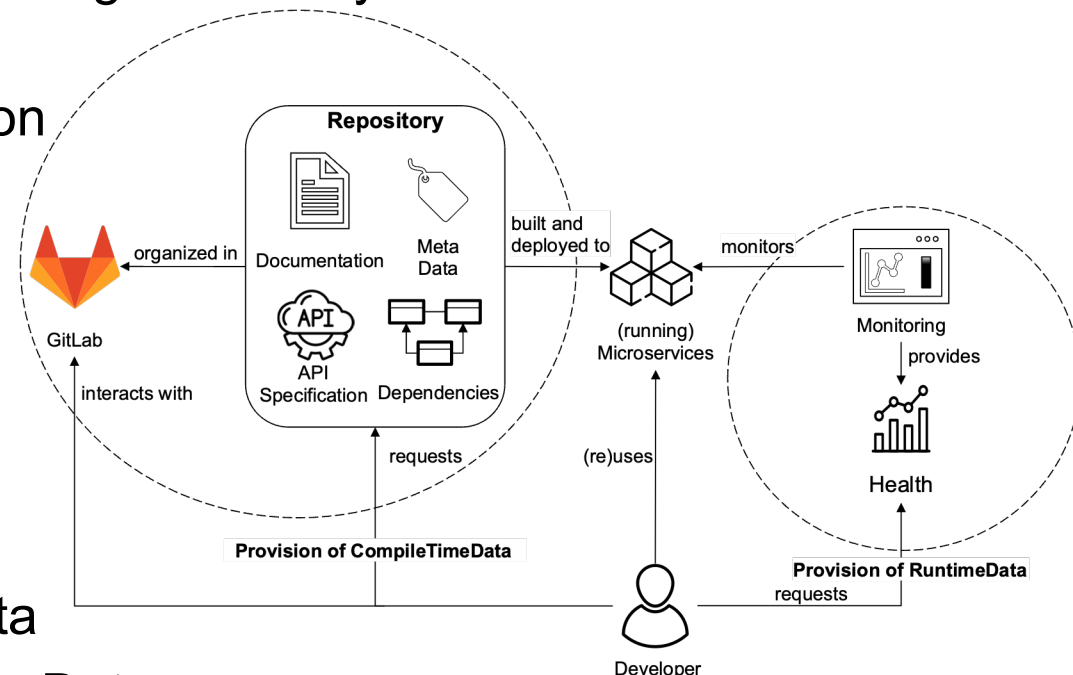 on
Repository
Documentation
Meta
Data
API
API
Specification
Dependencies
organized in
GitLab
interacts with
built and
deployed to
(running)
Microservices
monitors
Monitoring
provides
Health
requests
(re)uses
Provision of CompileTimeData
Provision of RuntimeData
requests
Developer
ta